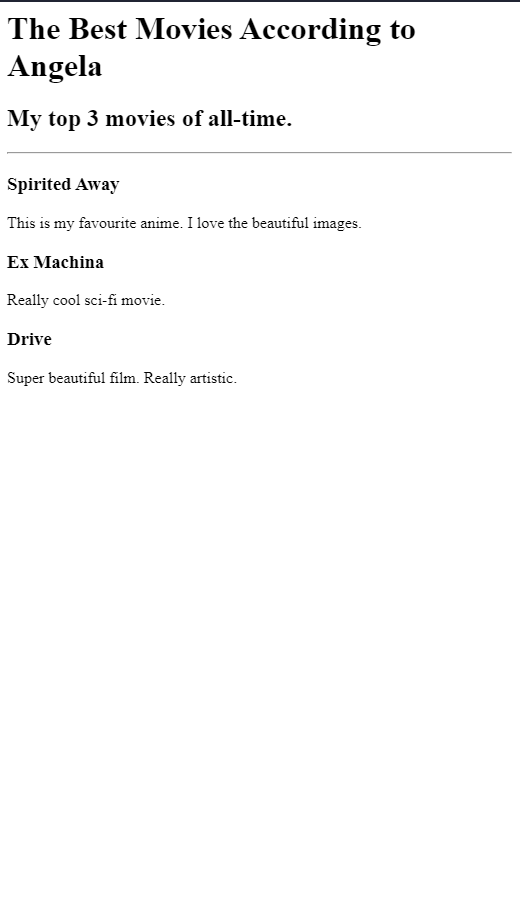 The Best Movies According to
Angela
My top 3 movies of all-time.
Spirited Away
This is my favourite anime. I love the beautiful images.
Ex Machina
Really cool sci-fi movie.
Drive
Super beautiful film. Really artistic.